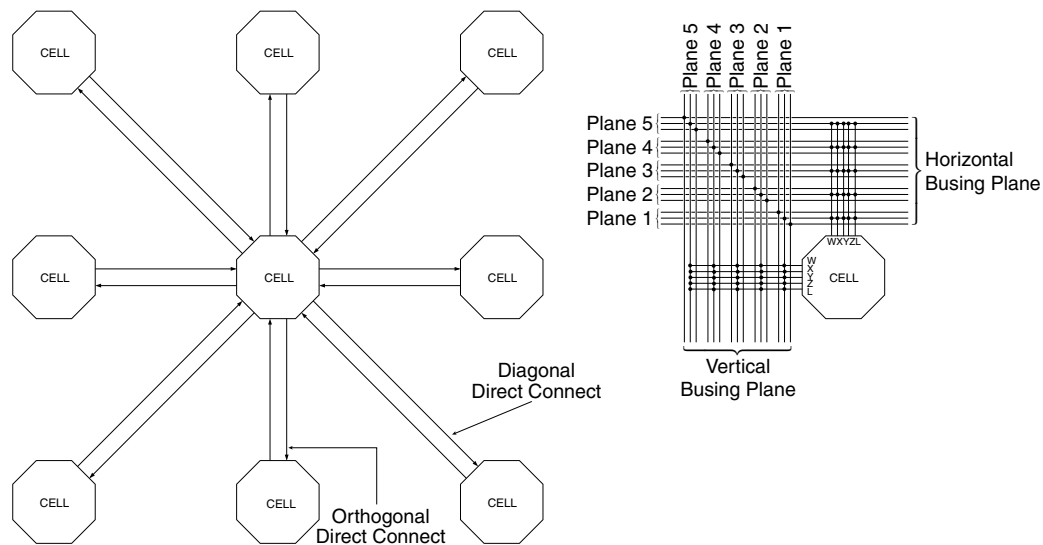 CELL
CELL
CELL
CELL
CELL
CELL
Diagonal
Direct Connect
CELL
CELL
CELL
Orthogonal
Direct Connect
Plane 5
Plane 4
Plane 3
Plane 2
Plane 1
Plane 5
Plane 4
Plane 3
Plane 2
Plane 1
Horizontal
Busing Plane
WXYZL
W
X
Y
Z
L
CELL
Vertical
Busing Plane